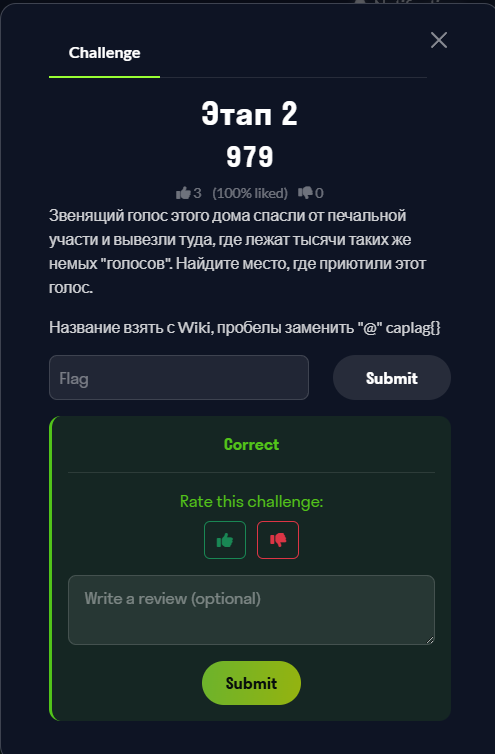 Challenge
Этап 2
979
3 (100% liked) 0
Звенящий голос этого дома спасли от печальной
участи и вывезли туда, где лежат тысячи таких же
немых "голосов". Найдите место, где приютили этот
голос.
Название взять с Wiki, пробелы заменить "@" caplag{}
Flag
Submit
Correct
Rate this challenge:
Write a review (optional)
Submit